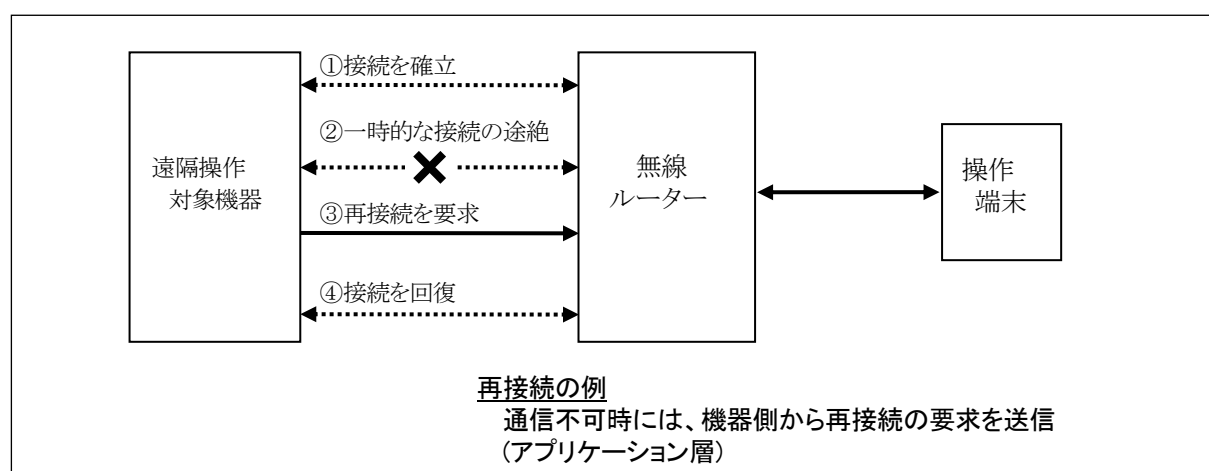 ①接続を確立
②一時的な接続の途絶
遠隔操作
対象機器
③再接続を要求
④接続を回復
無線
ルーター
操作
端末
再接続の例
通信不可時には、機器側から再接続の要求を送信
(アプリケーション層)